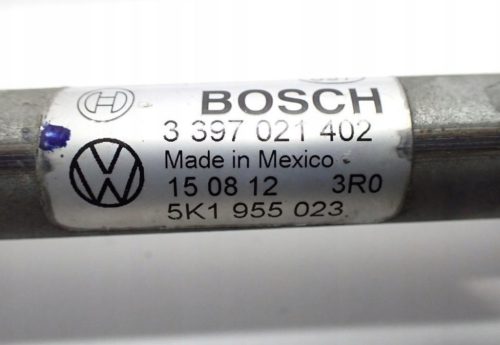 BOSCH
3 397 021 402
Made in Mexico
15 08 12 3R0
5K1 955 023